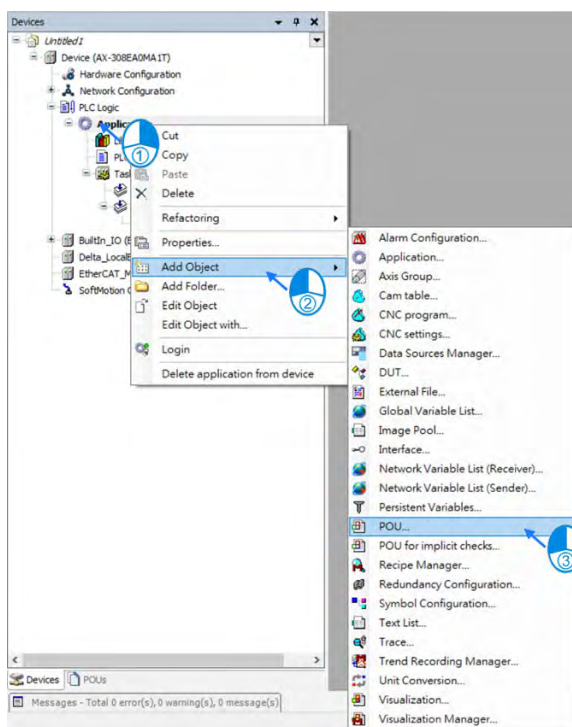 Devices
Untitled1
Device (AX-308EA0MA1T)
Hardware Configuration
Network Configuration
PLC Logic
Applic
1
Cut
Copy
Paste
Delete
Refactoring
Properties...
Add Object
2
Add Folder...
Edit Object
Edit Object with...
Login
Delete application from device
PL
Task
BuiltIn_IO (E
Delta_LocalE
EtherCAT_M
SoftMotion G
Alarm Configuration...
Application...
Axis Group...
Cam table...
CNC program...
CNC settings...
Data Sources Manager...
DUT...
External File...
Global Variable List...
Image Pool...
Interface...
Network Variable List (Receiver)...
Network Variable List (Sender)...
Persistent Variables...
POU...
3
POU for implicit checks...
Recipe Manager...
Redundancy Configuration...
Symbol Configuration...
Text List...
Trace...
Trend Recording Manager...
Unit Conversion...
Visualization...
Visualization Manager...
Devices POUs
Messages - Total 0 error(s), 0 warning(s), 0 message(s)